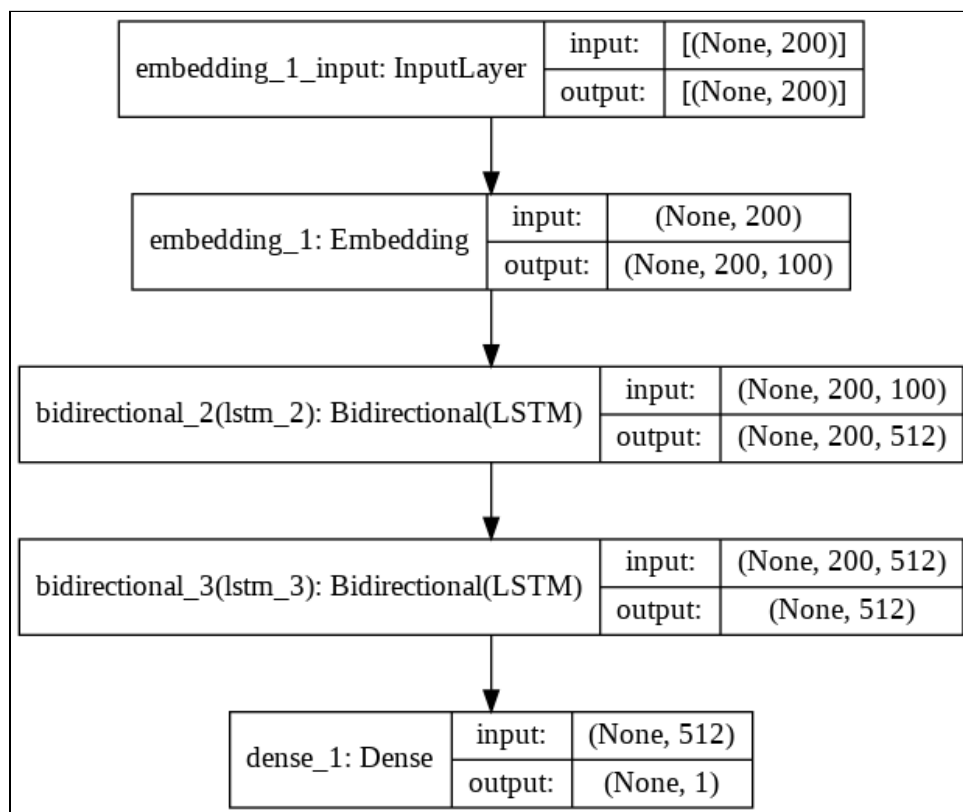 embedding_1_input: InputLayer
input: [(None, 200)]
output: [(None, 200)]
embedding_1: Embedding
input: (None, 200)
output: (None, 200, 100)
bidirectional_2(lstm_2): Bidirectional(LSTM)
input: (None, 200, 100)
output: (None, 200, 512)
bidirectional_3(lstm_3): Bidirectional(LSTM)
input: (None, 200, 512)
output: (None, 512)
dense_1: Dense
input: (None, 512)
output: (None, 1)